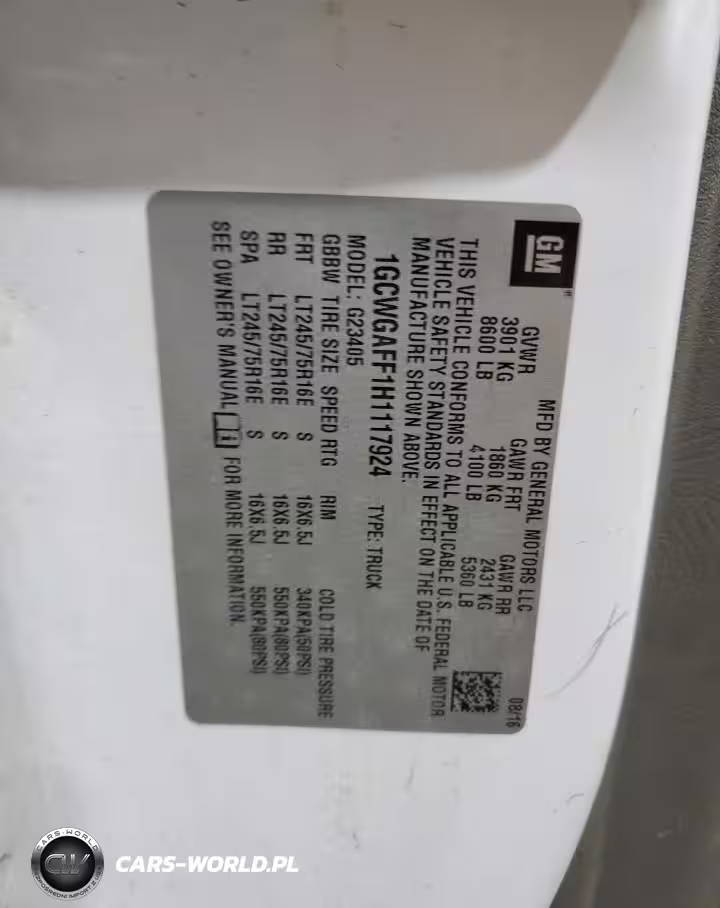 GM
MFD BY GENERAL MOTORS LLC 08/16
GVWR GAWR FRT GAWR RR
3901 KG 1860 KG 2431 KG
8600 LB 4100 LB 5360 LB
THIS VEHICLE CONFORMS TO ALL APPLICABLE U.S. FEDERAL MOTOR
VEHICLE SAFETY STANDARDS IN EFFECT ON THE DATE OF
MANUFACTURE SHOWN ABOVE.
1GCWGAFF1H1117924 TYPE: TRUCK
MODEL: G23405
GBBW TIRE SIZE SPEED RTG RIM COLD TIRE PRESSURE
FRT LT245/75R16E S 16X6.5J 340KPA(50PSI)
RR LT245/75R16E S 16X6.5J 550KPA(80PSI)
SPA LT245/75R16E S 16X6.5J 550KPA(80PSI)
SEE OWNER'S MANUAL FOR MORE INFORMATION.
CARS-WORLD
CW
CARS-WORLD.PL